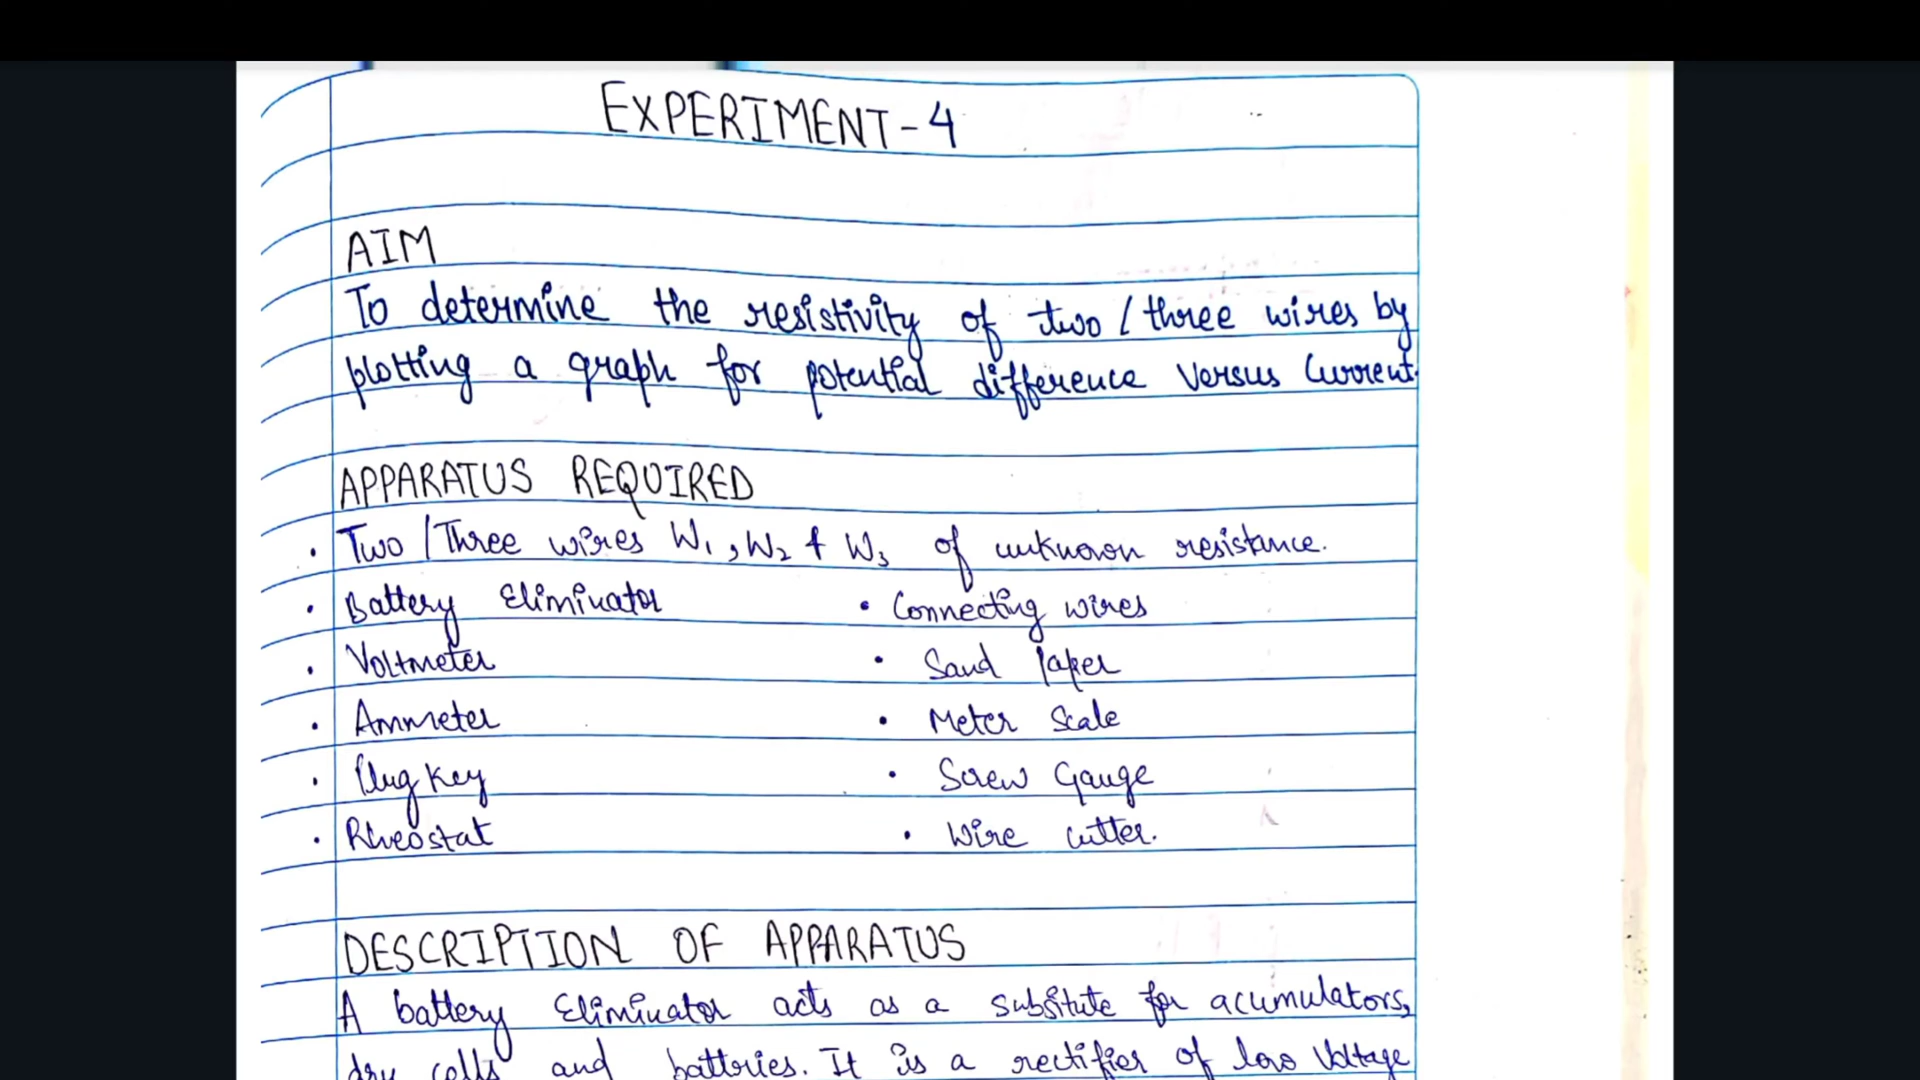 EXPERIMENT-4
AIM
To determine the resistivity of two / three wires by
plotting a graph for potential difference versus Current.
APPARATUS REQUIRED
• Two / Three wires W₁, W₂ & W₃ of unknown resistance.
• Battery Eliminator • Connecting wires
• Voltmeter • Sand Paper
• Ammeter • Meter Scale
• Plug Key • Screw Gauge
• Rheostat • Wire cutter.
DESCRIPTION OF APPARATUS
A battery Eliminator acts as a subsitute for acumulators,
dry cells and battries. It is a rectifier of low Voltage